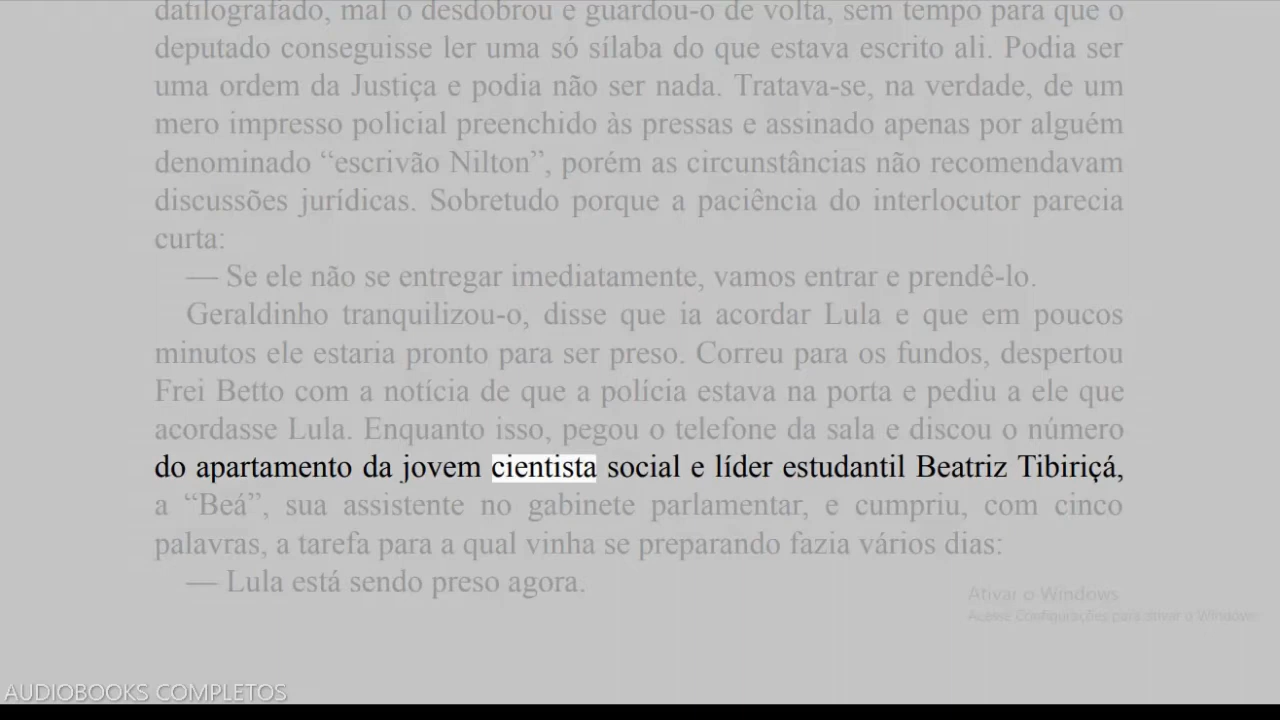 datilografado, mal o desdobrou e guardou-o de volta, sem tempo para que o
deputado conseguisse ler uma só sílaba do que estava escrito ali. Podia ser
uma ordem da Justiça e podia não ser nada. Tratava-se, na verdade, de um
mero impresso policial preenchido às pressas e assinado apenas por alguém
denominado “escrivão Nilton”, porém as circunstâncias não recomendavam
discussões jurídicas. Sobretudo porque a paciência do interlocutor parecia
curta:
— Se ele não se entregar imediatamente, vamos entrar e prendê-lo.
Geraldinho tranquilizou-o, disse que ia acordar Lula e que em poucos
minutos ele estaria pronto para ser preso. Correu para os fundos, despertou
Frei Betto com a notícia de que a polícia estava na porta e pediu a ele que
acordasse Lula. Enquanto isso, pegou o telefone da sala e discou o número
do apartamento da jovem cientista social e líder estudantil Beatriz Tibiriçá,
a “Beá”, sua assistente no gabinete parlamentar, e cumpriu, com cinco
palavras, a tarefa para a qual vinha se preparando fazia vários dias:
— Lula está sendo preso agora.
Ativar o Windows
Acesse Configurações para ativar o Windows.
AUDIOBOOKS COMPLETOS